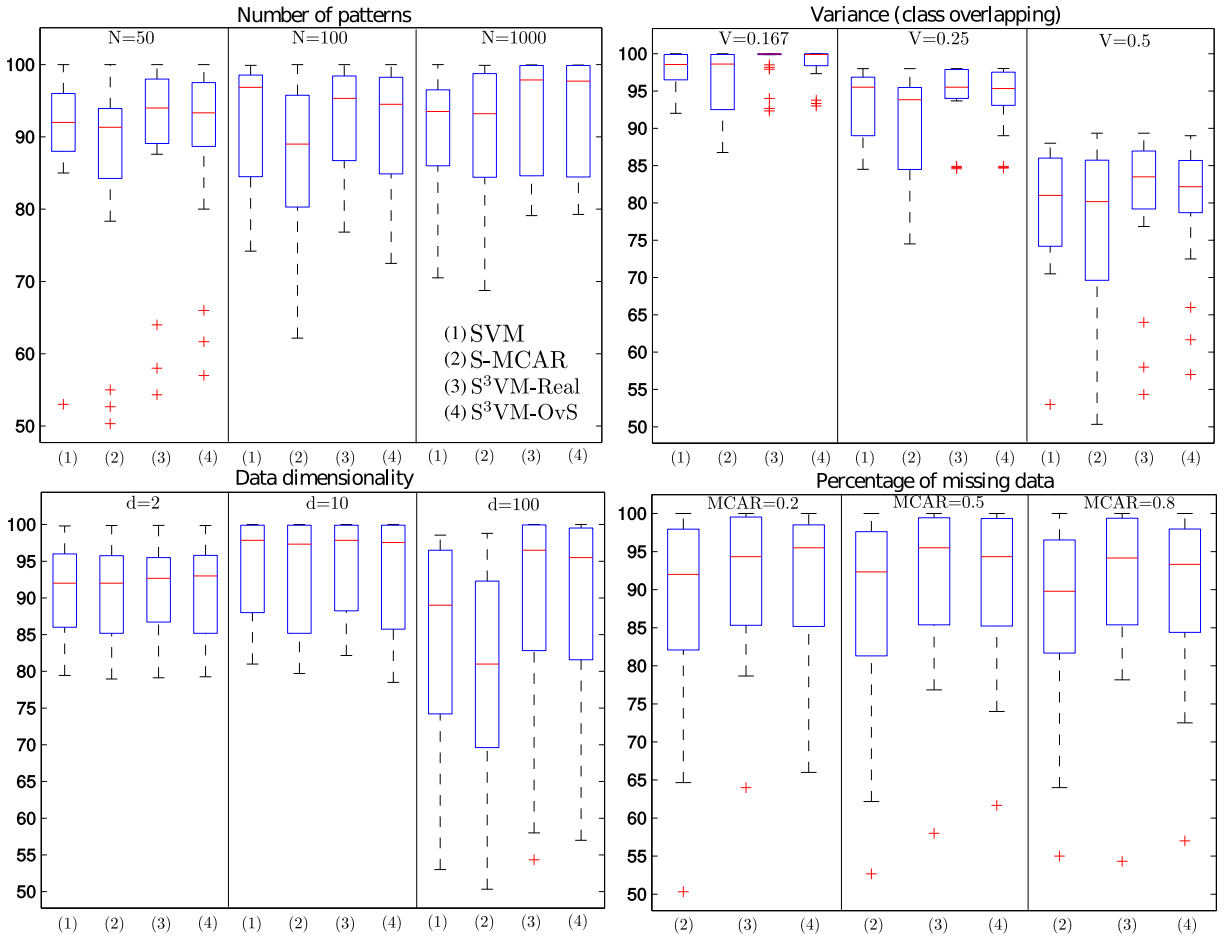 Number of patterns
N=50 N=100 N=1000
100
90
80
70
60
50
(1) SVM
(2) S-MCAR
(3) S³VM-Real
(4) S³VM-OvS
(1) (2) (3) (4) (1) (2) (3) (4) (1) (2) (3) (4)
Variance (class overlapping)
V=0.167 V=0.25 V=0.5
100
95
90
85
80
75
70
65
60
55
50
(1) (2) (3) (4) (1) (2) (3) (4) (1) (2) (3) (4)
Data dimensionality
d=2 d=10 d=100
100
95
90
85
80
75
70
65
60
55
50
(1) (2) (3) (4) (1) (2) (3) (4) (1) (2) (3) (4)
Percentage of missing data
MCAR=0.2 MCAR=0.5 MCAR=0.8
100
95
90
85
80
75
70
65
60
55
50
(2) (3) (4) (2) (3) (4) (2) (3) (4)